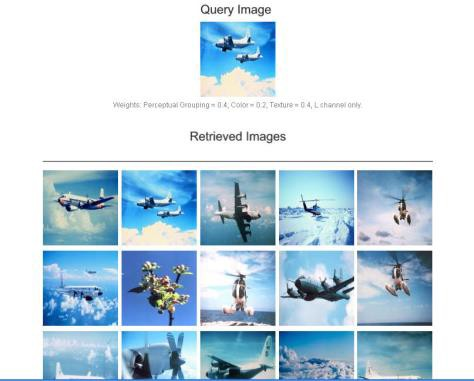 Query Image
Weights: Perceptual Grouping = 0.4; Color = 0.2, Texture = 0.4, L channel only.
Retrieved Images